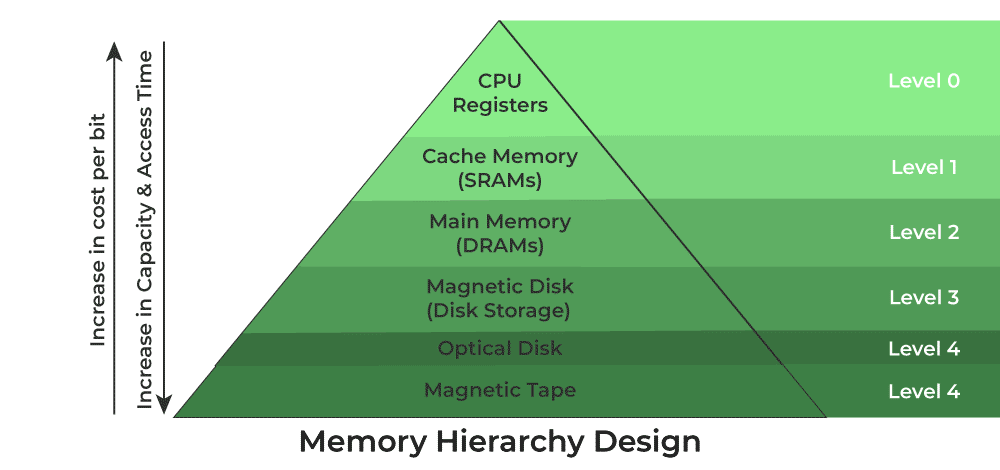 Increase in cost per bit
Increase in Capacity & Access Time
CPU
Registers
Level 0
Cache Memory
(SRAMs)
Level 1
Main Memory
(DRAMs)
Level 2
Magnetic Disk
(Disk Storage)
Level 3
Optical Disk
Level 4
Magnetic Tape
Level 4
Memory Hierarchy Design